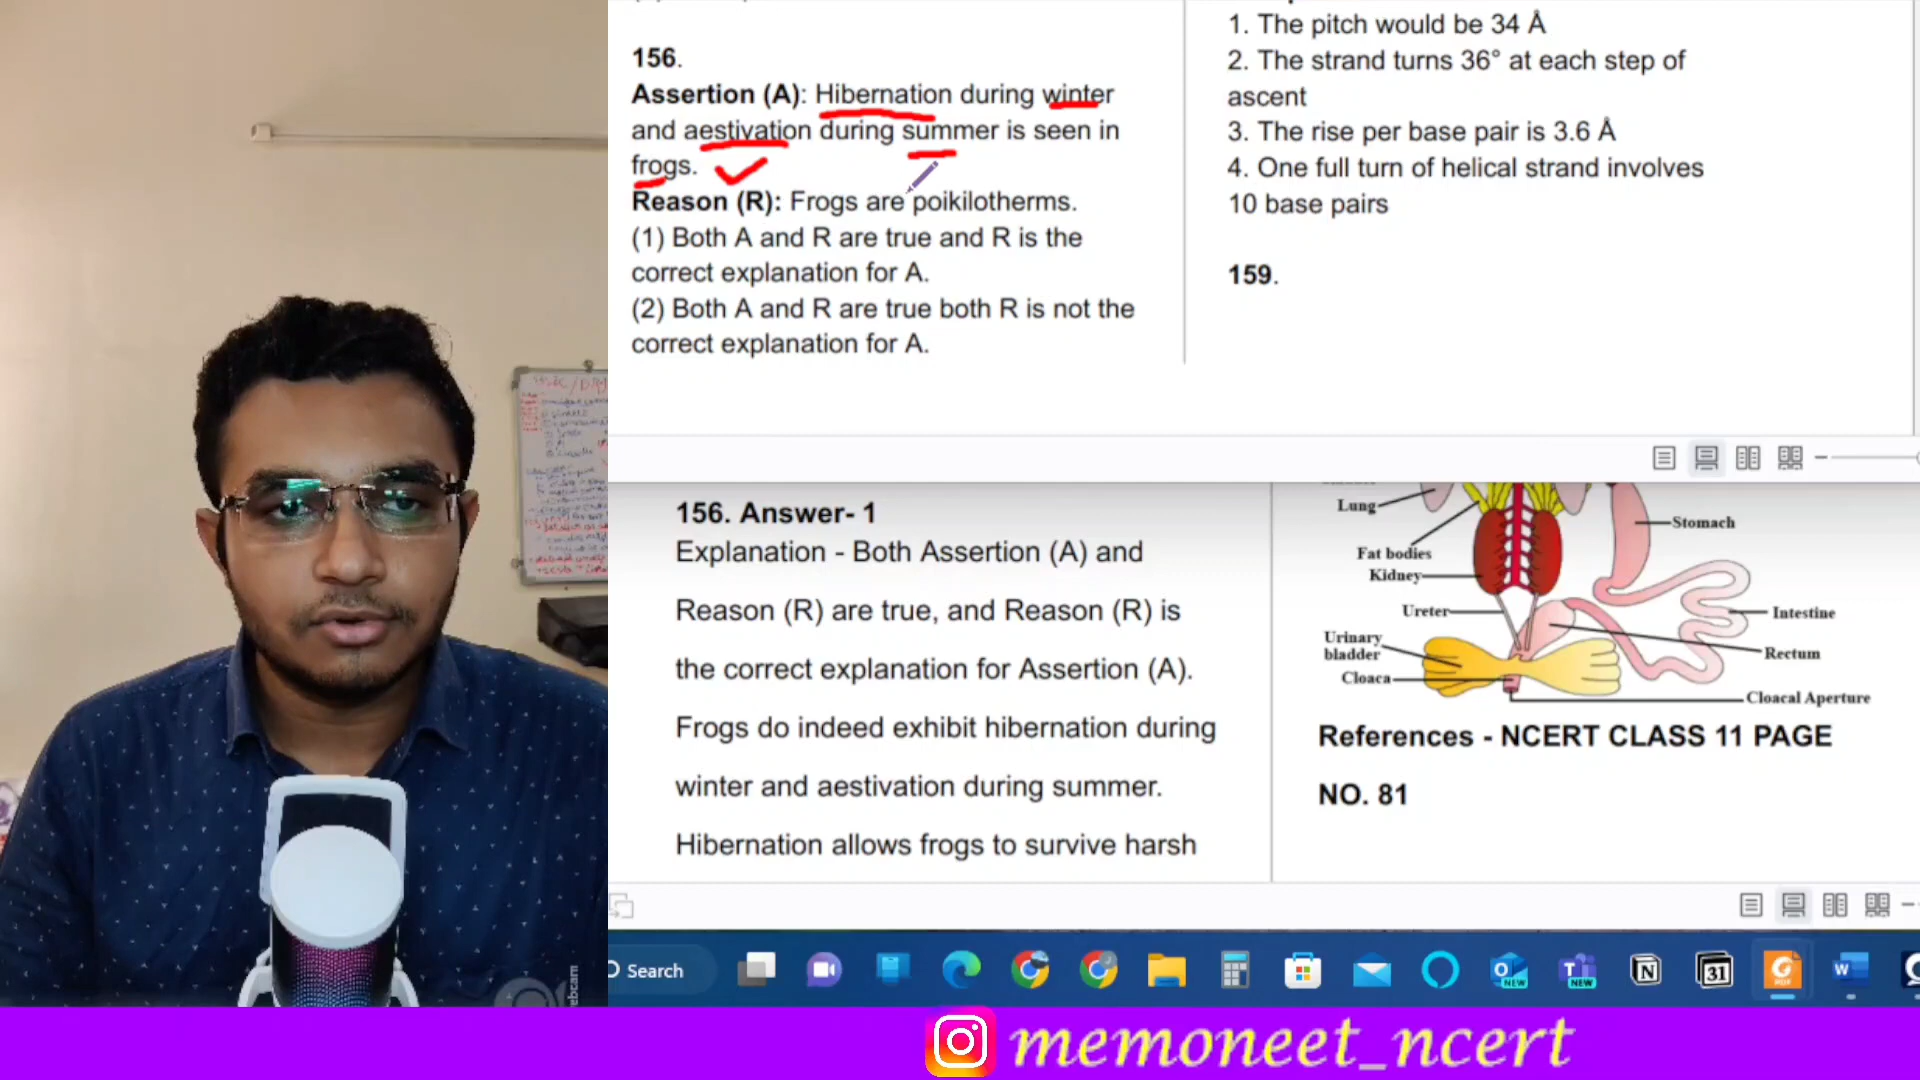 156.
Assertion (A): Hibernation during winter
and aestivation during summer is seen in
frogs.
Reason (R): Frogs are poikilotherms.
(1) Both A and R are true and R is the
correct explanation for A.
(2) Both A and R are true both R is not the
correct explanation for A.
1. The pitch would be 34 Å
2. The strand turns 36° at each step of
ascent
3. The rise per base pair is 3.6 Å
4. One full turn of helical strand involves
10 base pairs
159.
156. Answer- 1
Explanation - Both Assertion (A) and
Reason (R) are true, and Reason (R) is
the correct explanation for Assertion (A).
Frogs do indeed exhibit hibernation during
winter and aestivation during summer.
Hibernation allows frogs to survive harsh
Lung
Stomach
Fat bodies
Kidney
Ureter
Intestine
Urinary
bladder
Rectum
Cloaca
Cloacal Aperture
References - NCERT CLASS 11 PAGE
NO. 81
Search
NEW
NEW
31
memoneet_ncert